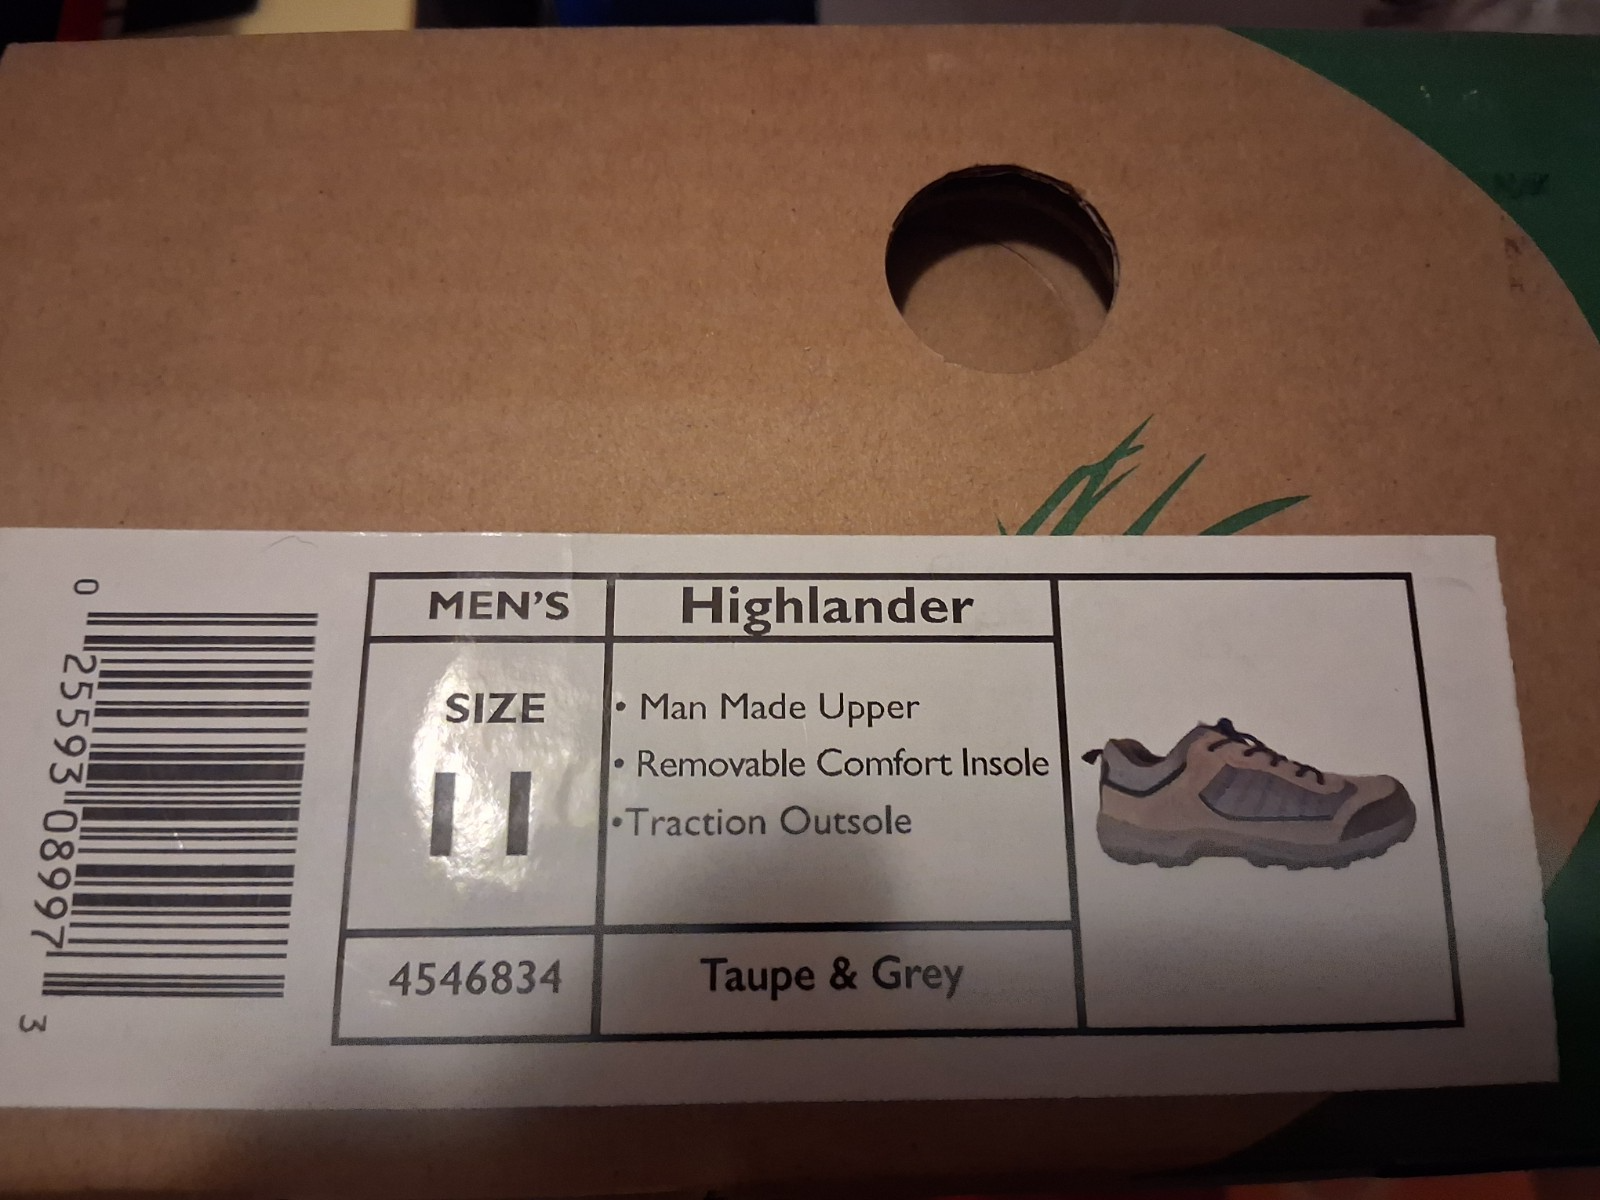 MEN'S
Highlander
SIZE
11
• Man Made Upper
• Removable Comfort Insole
•Traction Outsole
4546834
Taupe & Grey
0 25593 08997 3